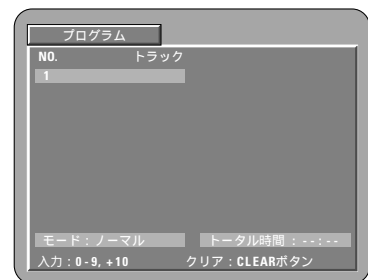 プログラム
NO. トラック
1
モード：ノーマル トータル時間：--:--
入力：0-9, +10 クリア：CLEARボタン